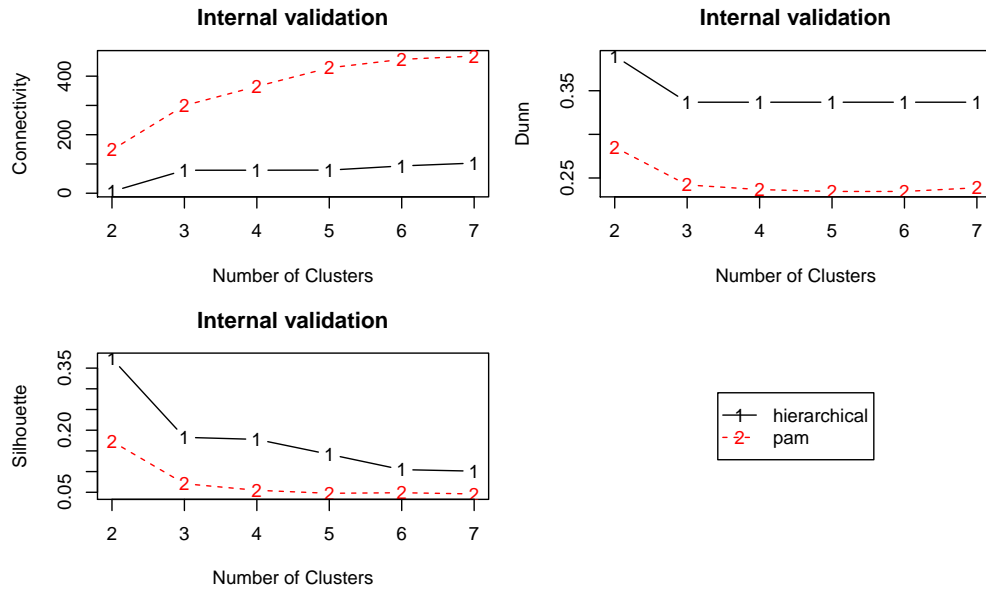 Internal validation
Connectivity
0 200 400
1 1 1 1 1 1
2 2 2 2 2 2
2 3 4 5 6 7
Number of Clusters
Internal validation
Dunn
0.25 0.35
1 1 1 1 1 1
2 2 2 2 2 2
2 3 4 5 6 7
Number of Clusters
Internal validation
Silhouette
0.05 0.20 0.35
1 1 1 1 1 1
2 2 2 2 2 2
2 3 4 5 6 7
Number of Clusters
1 hierarchical
2 pam